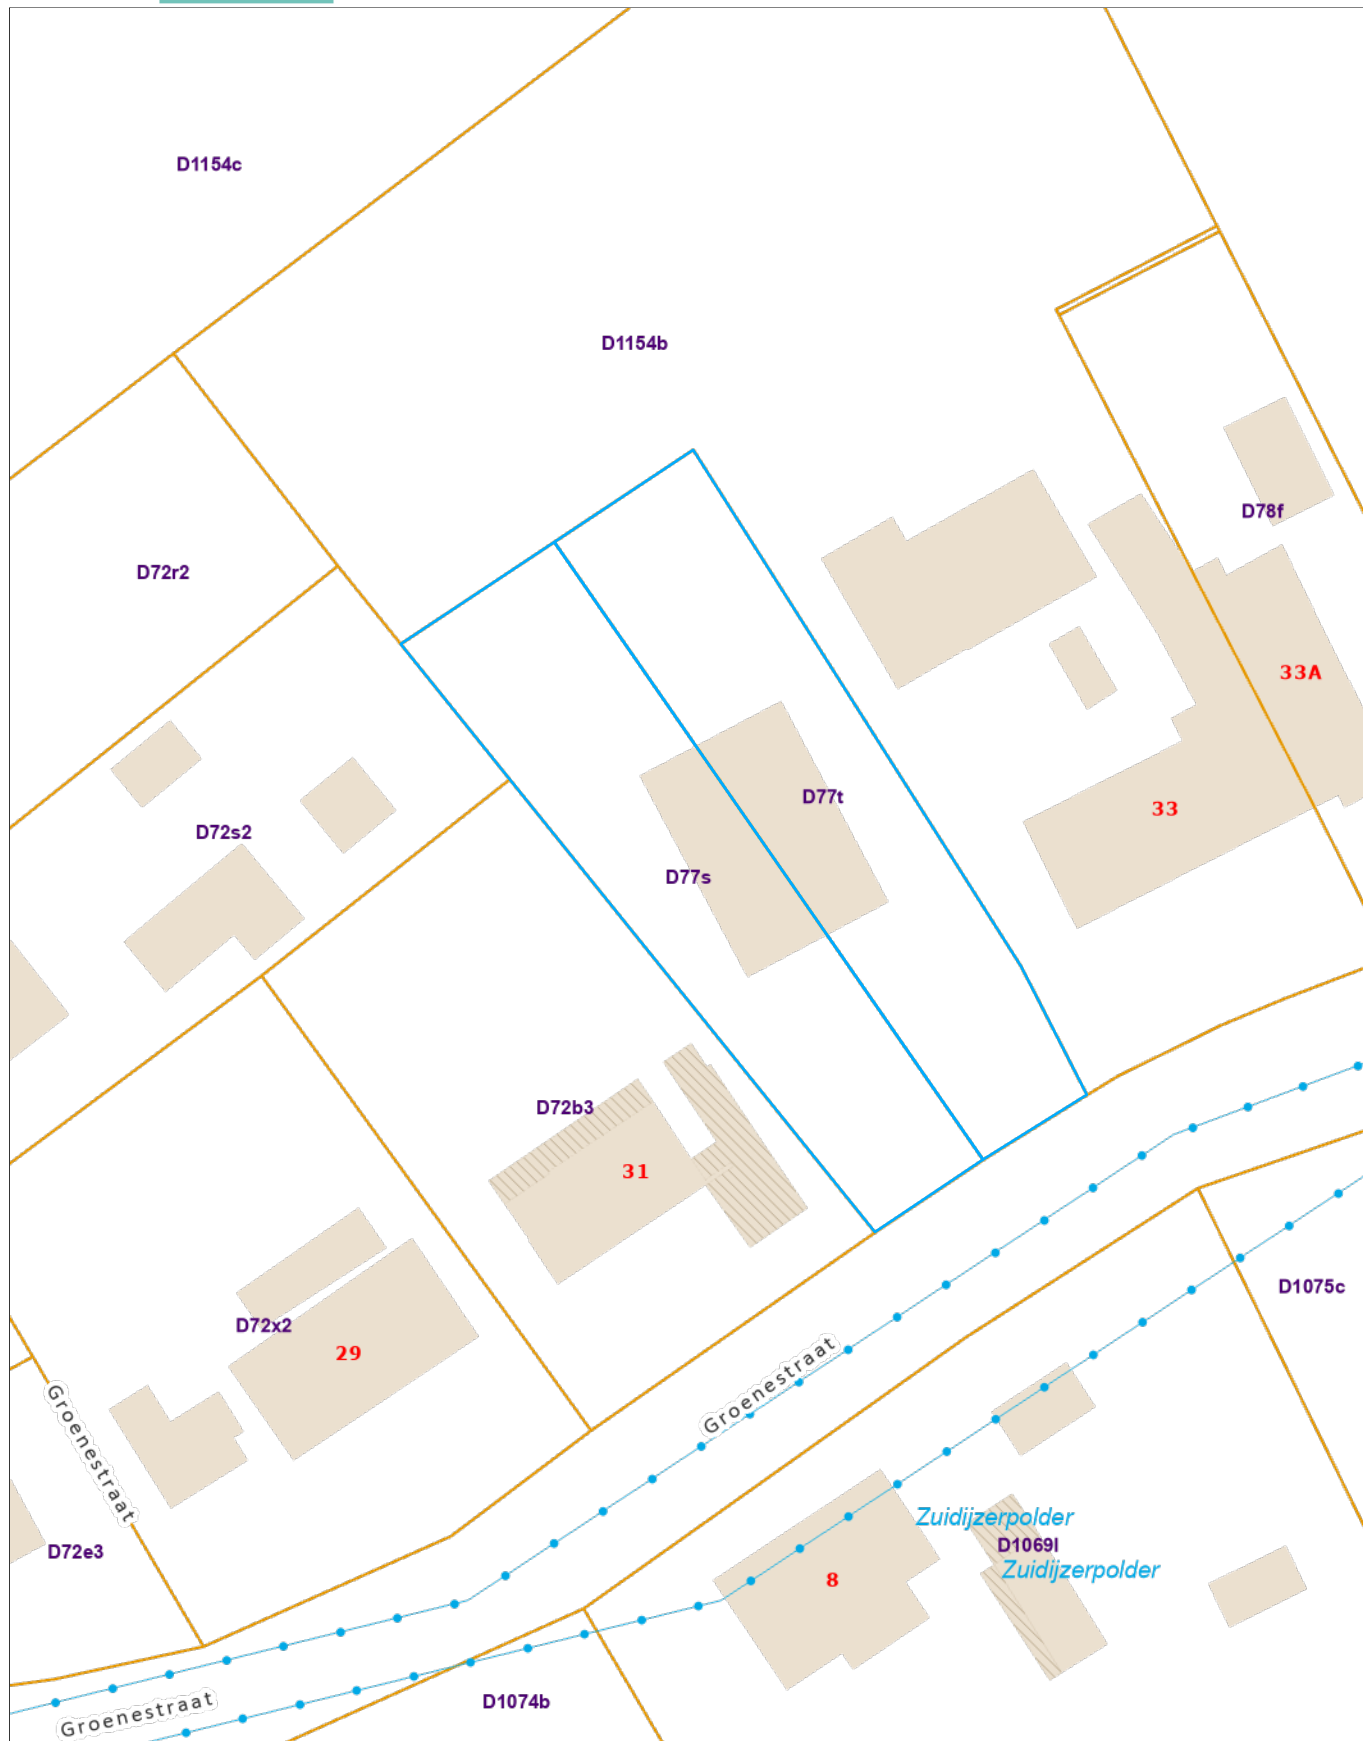 D1154c
D1154b
D78f
D72r2
33A
D77t
33
D72s2
D77s
D72b3
31
D1075c
D72x2
29
Groenestraat
Groenestraat
Zuidijzerpolder
D1069l
D72e3
Zuidijzerpolder
8
D1074b
Groenestraat